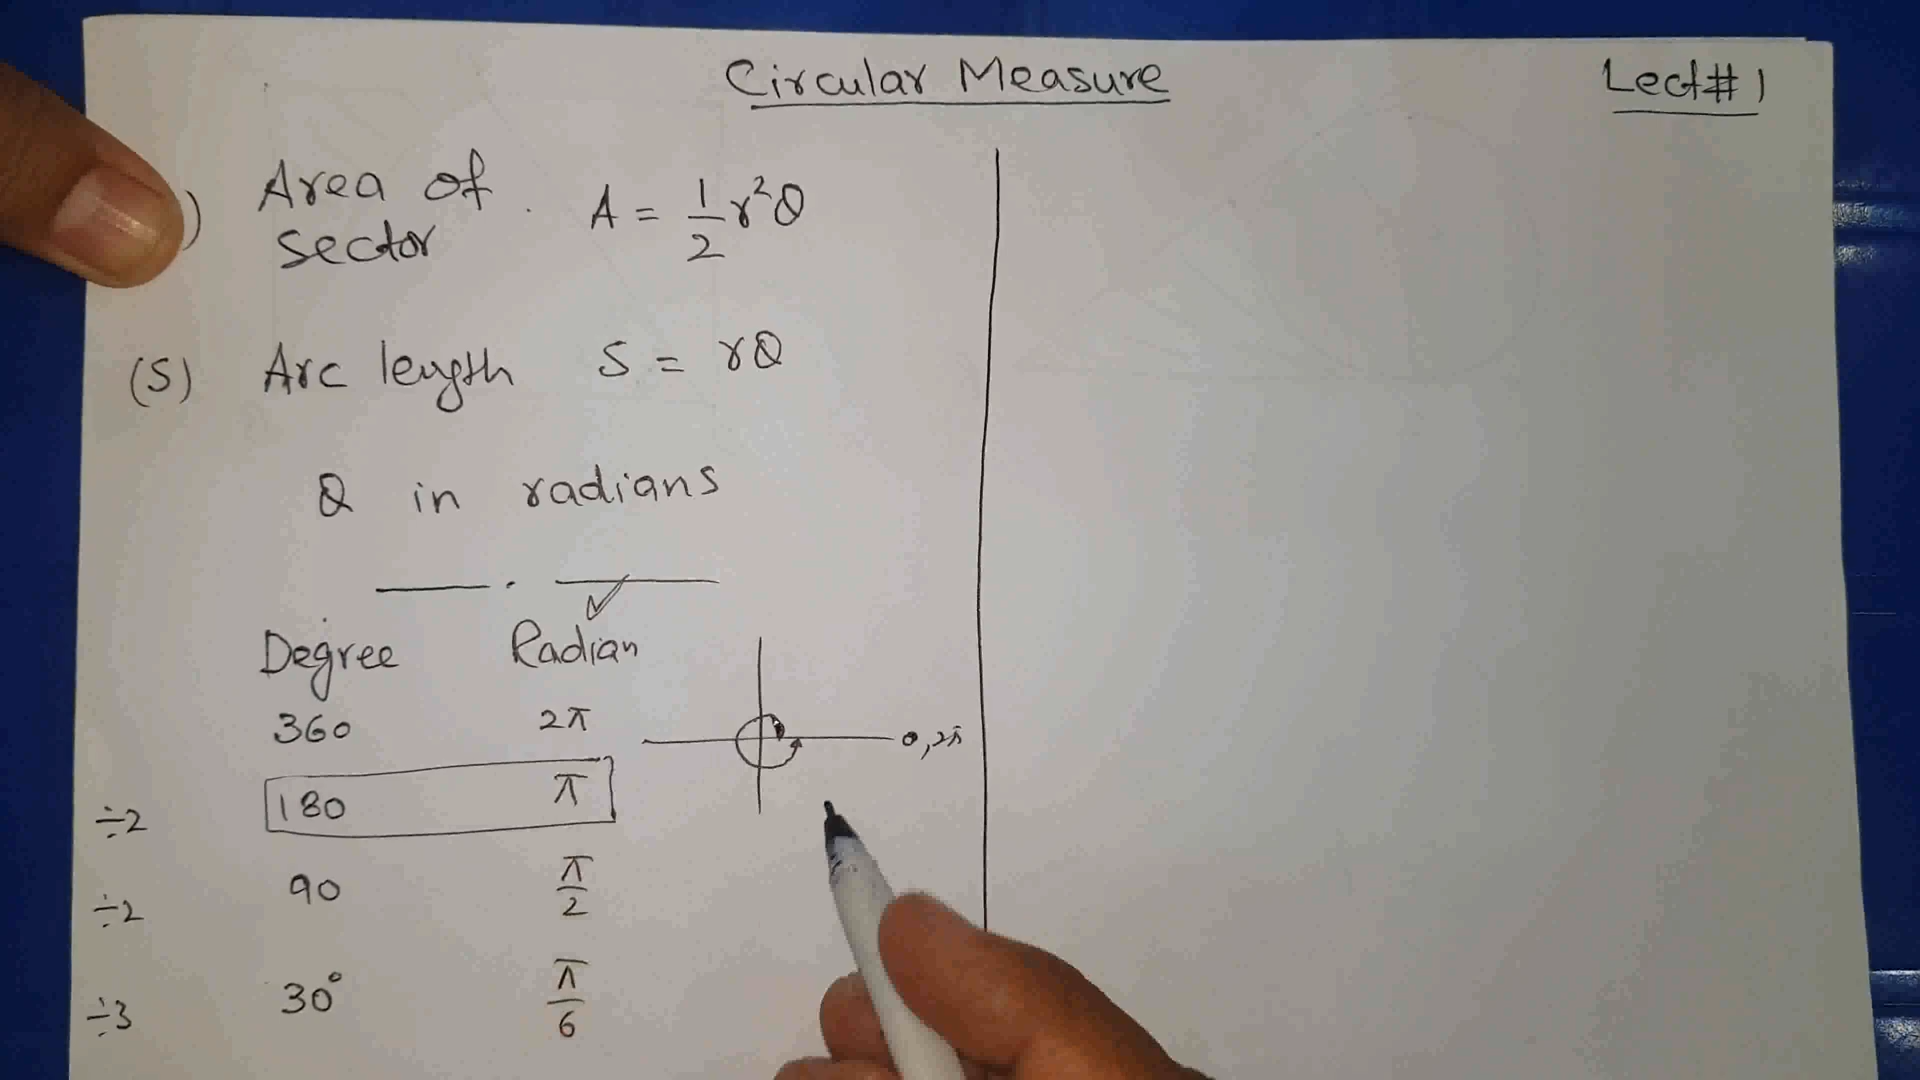 Circular Measure
Lect# 1
) Area of sector A = 1/2 r²θ
(S) Arc length S = rθ
θ in radians
Degree Radian
360 2π
0, 2π
÷2 180 π
÷2 90 π/2
÷3 30° π/6